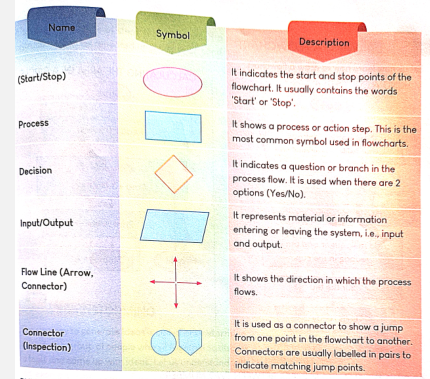 Name
Symbol
Description
(Start/Stop)
It indicates the start and stop points of the
flowchart. It usually contains the words
'Start' or 'Stop'.
Process
It shows a process or action step. This is the
most common symbol used in flowcharts.
Decision
It indicates a question or branch in the
process flow. It is used when there are 2
options (Yes/No).
Input/Output
It represents material or information
entering or leaving the system, i.e., input
and output.
Flow Line (Arrow,
Connector)
It shows the direction in which the process
flows.
Connector
(Inspection)
It is used as a connector to show a jump
from one point in the flowchart to another.
Connectors are usually labelled in pairs to
indicate matching jump points.